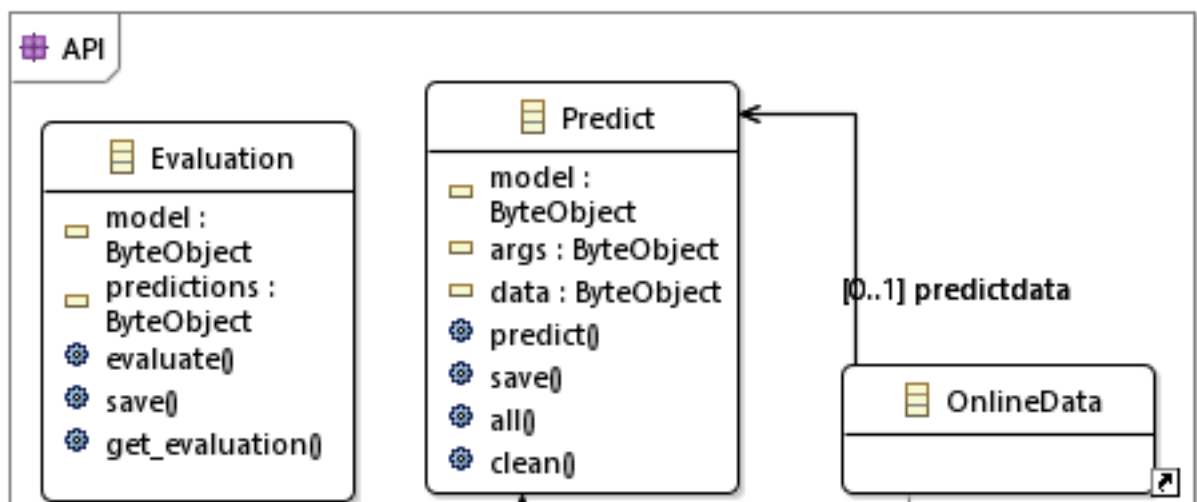 API
Evaluation
model :
ByteObject
predictions :
ByteObject
evaluate()
save()
get_evaluation()
Predict
model :
ByteObject
args : ByteObject
data : ByteObject
predict()
save()
all()
clean()
[0..1] predictdata
OnlineData